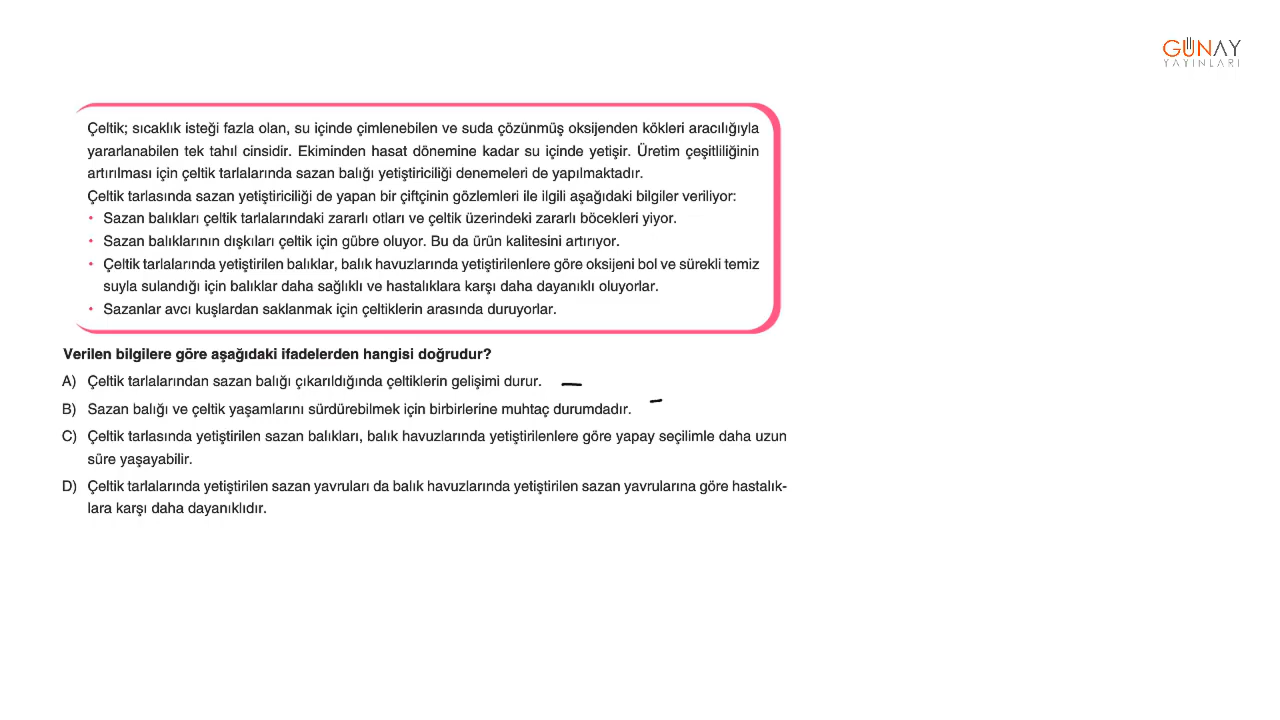 GÜNAY
YAYINLARI
Çeltik; sıcaklık isteği fazla olan, su içinde çimlenebilen ve suda çözünmüş oksijenden kökleri aracılığıyla
yararlanabilen tek tahıl cinsidir. Ekiminden hasat dönemine kadar su içinde yetişir. Üretim çeşitliliğinin
artırılması için çeltik tarlalarında sazan balığı yetiştiriciliği denemeleri de yapılmaktadır.
Çeltik tarlasında sazan yetiştiriciliği de yapan bir çiftçinin gözlemleri ile ilgili aşağıdaki bilgiler veriliyor:
• Sazan balıkları çeltik tarlalarındaki zararlı otları ve çeltik üzerindeki zararlı böcekleri yiyor.
• Sazan balıklarının dışkıları çeltik için gübre oluyor. Bu da ürün kalitesini artırıyor.
• Çeltik tarlalarında yetiştirilen balıklar, balık havuzlarında yetiştirilenlere göre oksijeni bol ve sürekli temiz
suyla sulandığı için balıklar daha sağlıklı ve hastalıklara karşı daha dayanıklı oluyorlar.
• Sazanlar avcı kuşlardan saklanmak için çeltiklerin arasında duruyorlar.
Verilen bilgilere göre aşağıdaki ifadelerden hangisi doğrudur?
A) Çeltik tarlalarından sazan balığı çıkarıldığında çeltiklerin gelişimi durur.
B) Sazan balığı ve çeltik yaşamlarını sürdürebilmek için birbirlerine muhtaç durumdadır.
C) Çeltik tarlasında yetiştirilen sazan balıkları, balık havuzlarında yetiştirilenlere göre yapay seçilimle daha uzun
süre yaşayabilir.
D) Çeltik tarlalarında yetiştirilen sazan yavruları da balık havuzlarında yetiştirilen sazan yavrularına göre hastalık-
lara karşı daha dayanıklıdır.